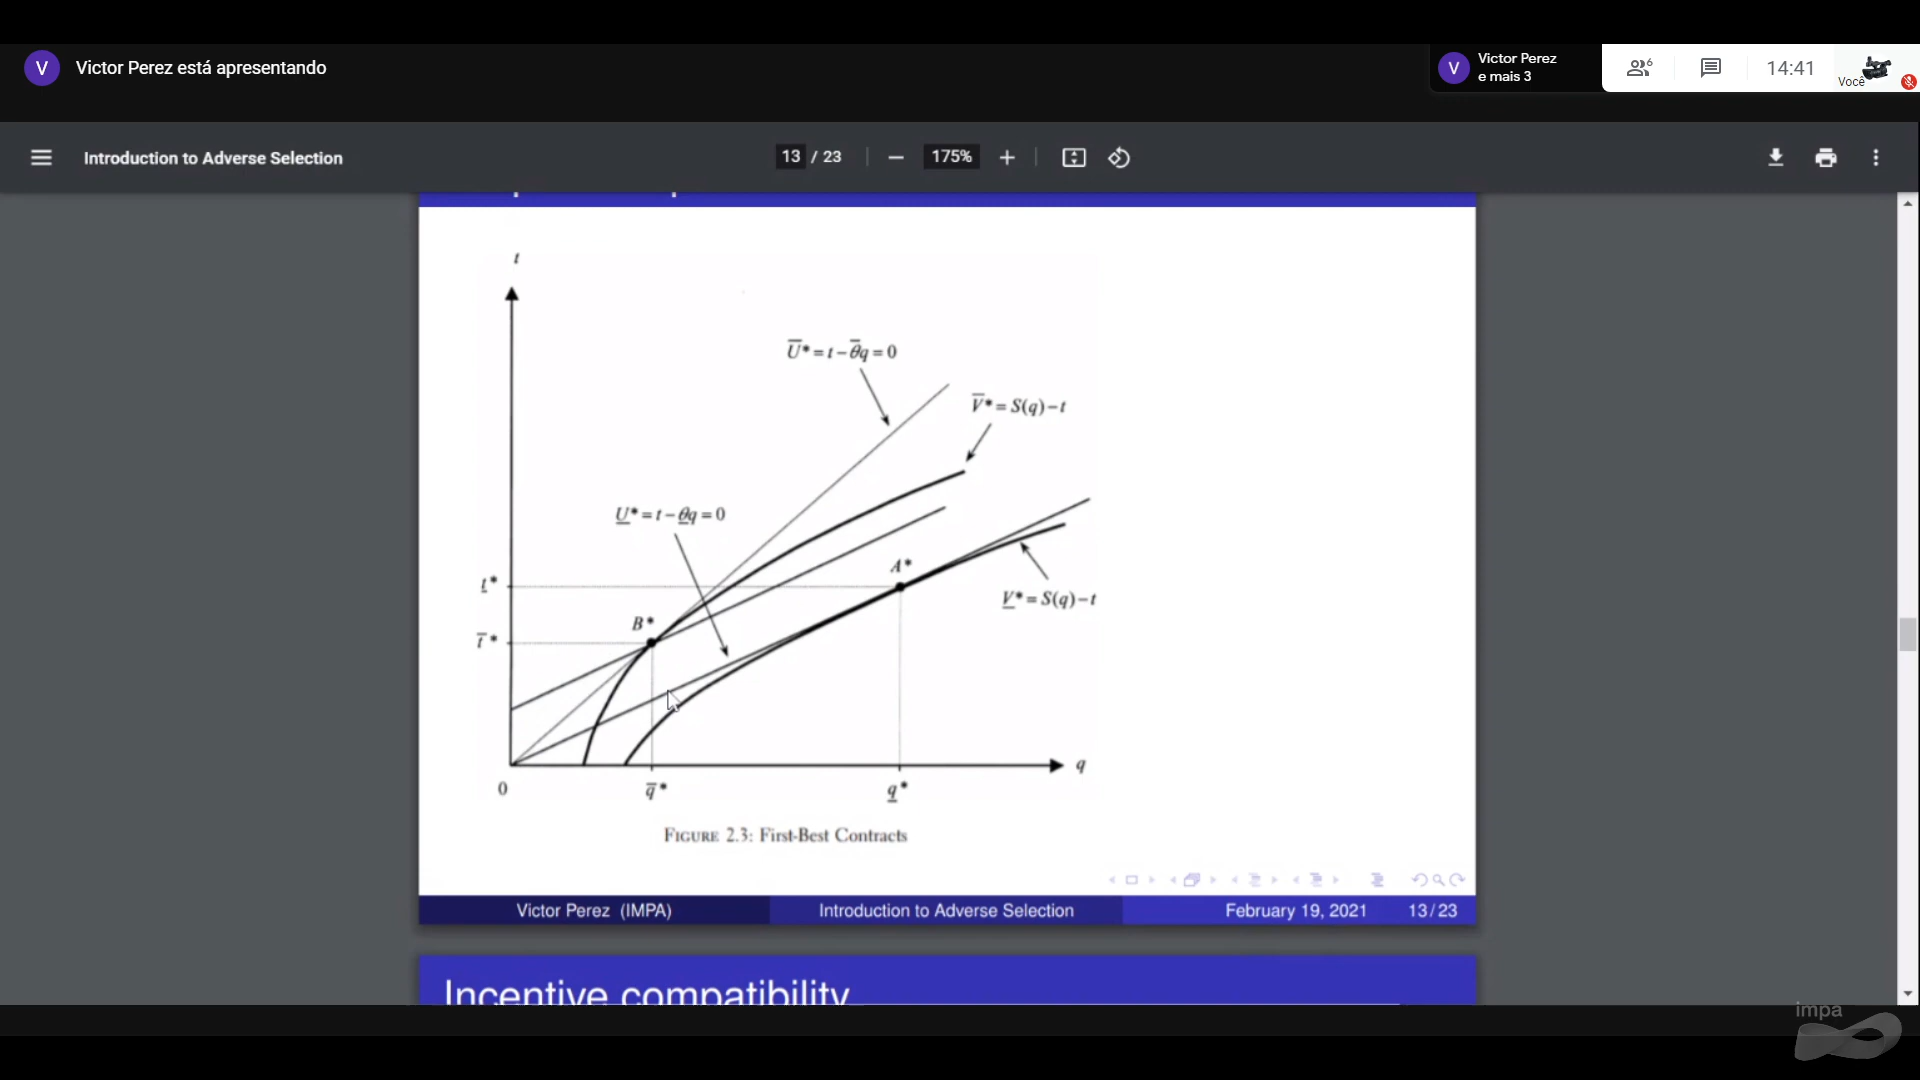 V
Victor Perez está apresentando
V
Victor Perez
e mais 3
6
14:41
Você
Introduction to Adverse Selection
13 / 23
175%
t
U̅* = t − θ̅q = 0
V̅* = S(q) − t
U̲* = t − θ̲q = 0
A*
t̲*
V̲* = S(q) − t
B*
t̅*
q
0
q̅*
q̲*
FIGURE 2.3: First-Best Contracts
Victor Perez (IMPA)
Introduction to Adverse Selection
February 19, 2021
13/23
Incentive compatibility
impa